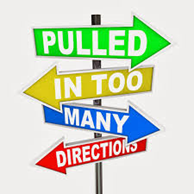 PULLED
IN TOO
MANY
DIRECTIONS